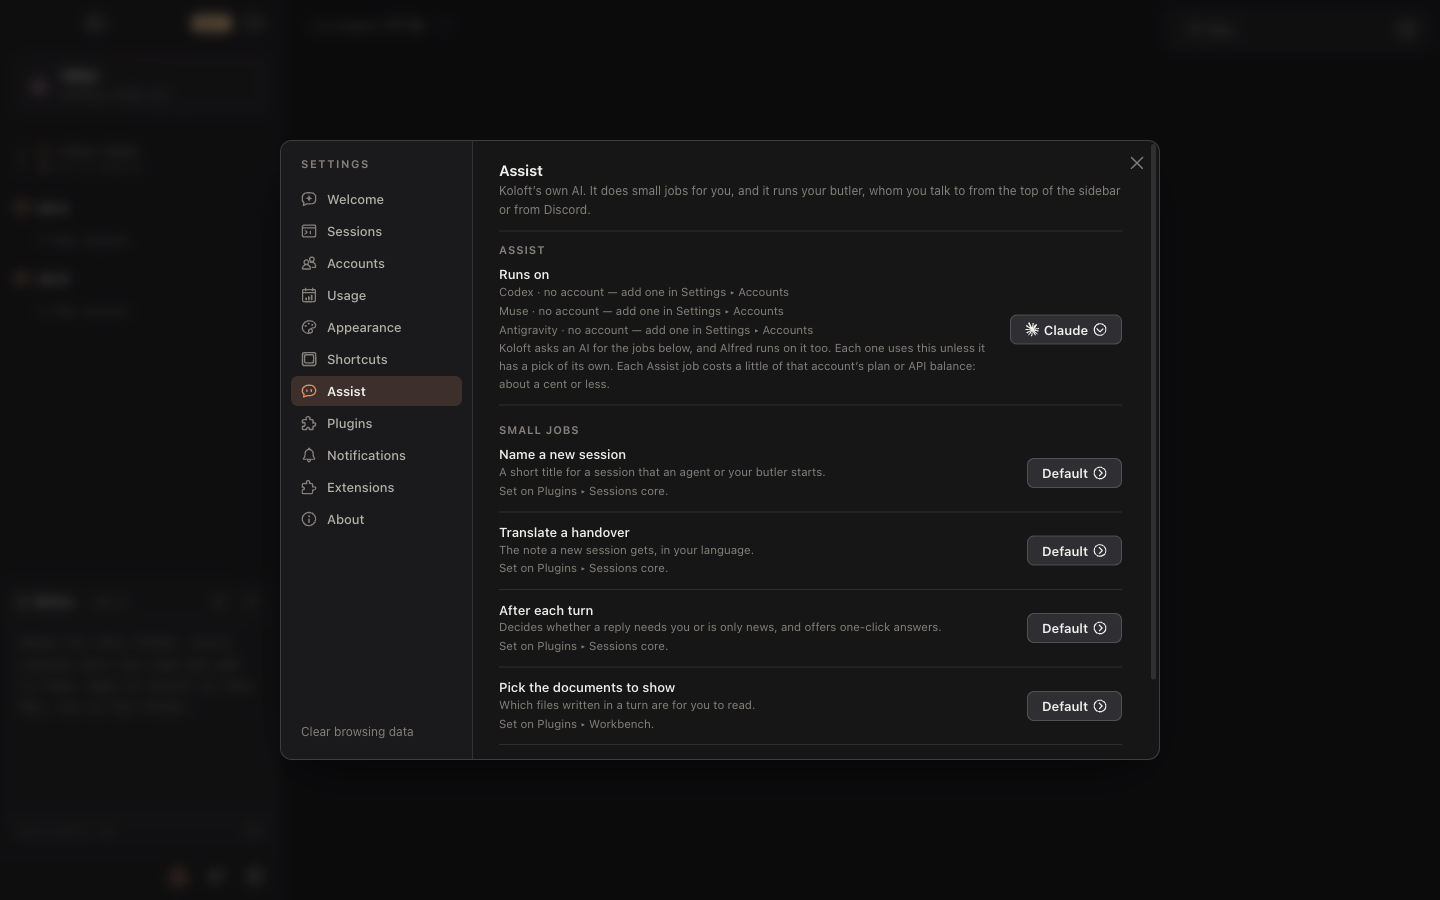 SETTINGS
Welcome
Sessions
Accounts
Usage
Appearance
Shortcuts
Assist
Plugins
Notifications
Extensions
About
Clear browsing data
Assist
Koloft's own AI. It does small jobs for you, and it runs your butler, whom you talk to from the top of the sidebar
or from Discord.
ASSIST
Runs on
Codex · no account — add one in Settings ‣ Accounts
Muse · no account — add one in Settings ‣ Accounts
Antigravity · no account — add one in Settings ‣ Accounts
Koloft asks an AI for the jobs below, and Alfred runs on it too. Each one uses this unless it
has a pick of its own. Each Assist job costs a little of that account's plan or API balance:
about a cent or less.
Claude
SMALL JOBS
Name a new session
A short title for a session that an agent or your butler starts.
Set on Plugins ‣ Sessions core.
Default
Translate a handover
The note a new session gets, in your language.
Set on Plugins ‣ Sessions core.
Default
After each turn
Decides whether a reply needs you or is only news, and offers one-click answers.
Set on Plugins ‣ Sessions core.
Default
Pick the documents to show
Which files written in a turn are for you to read.
Set on Plugins ‣ Workbench.
Default